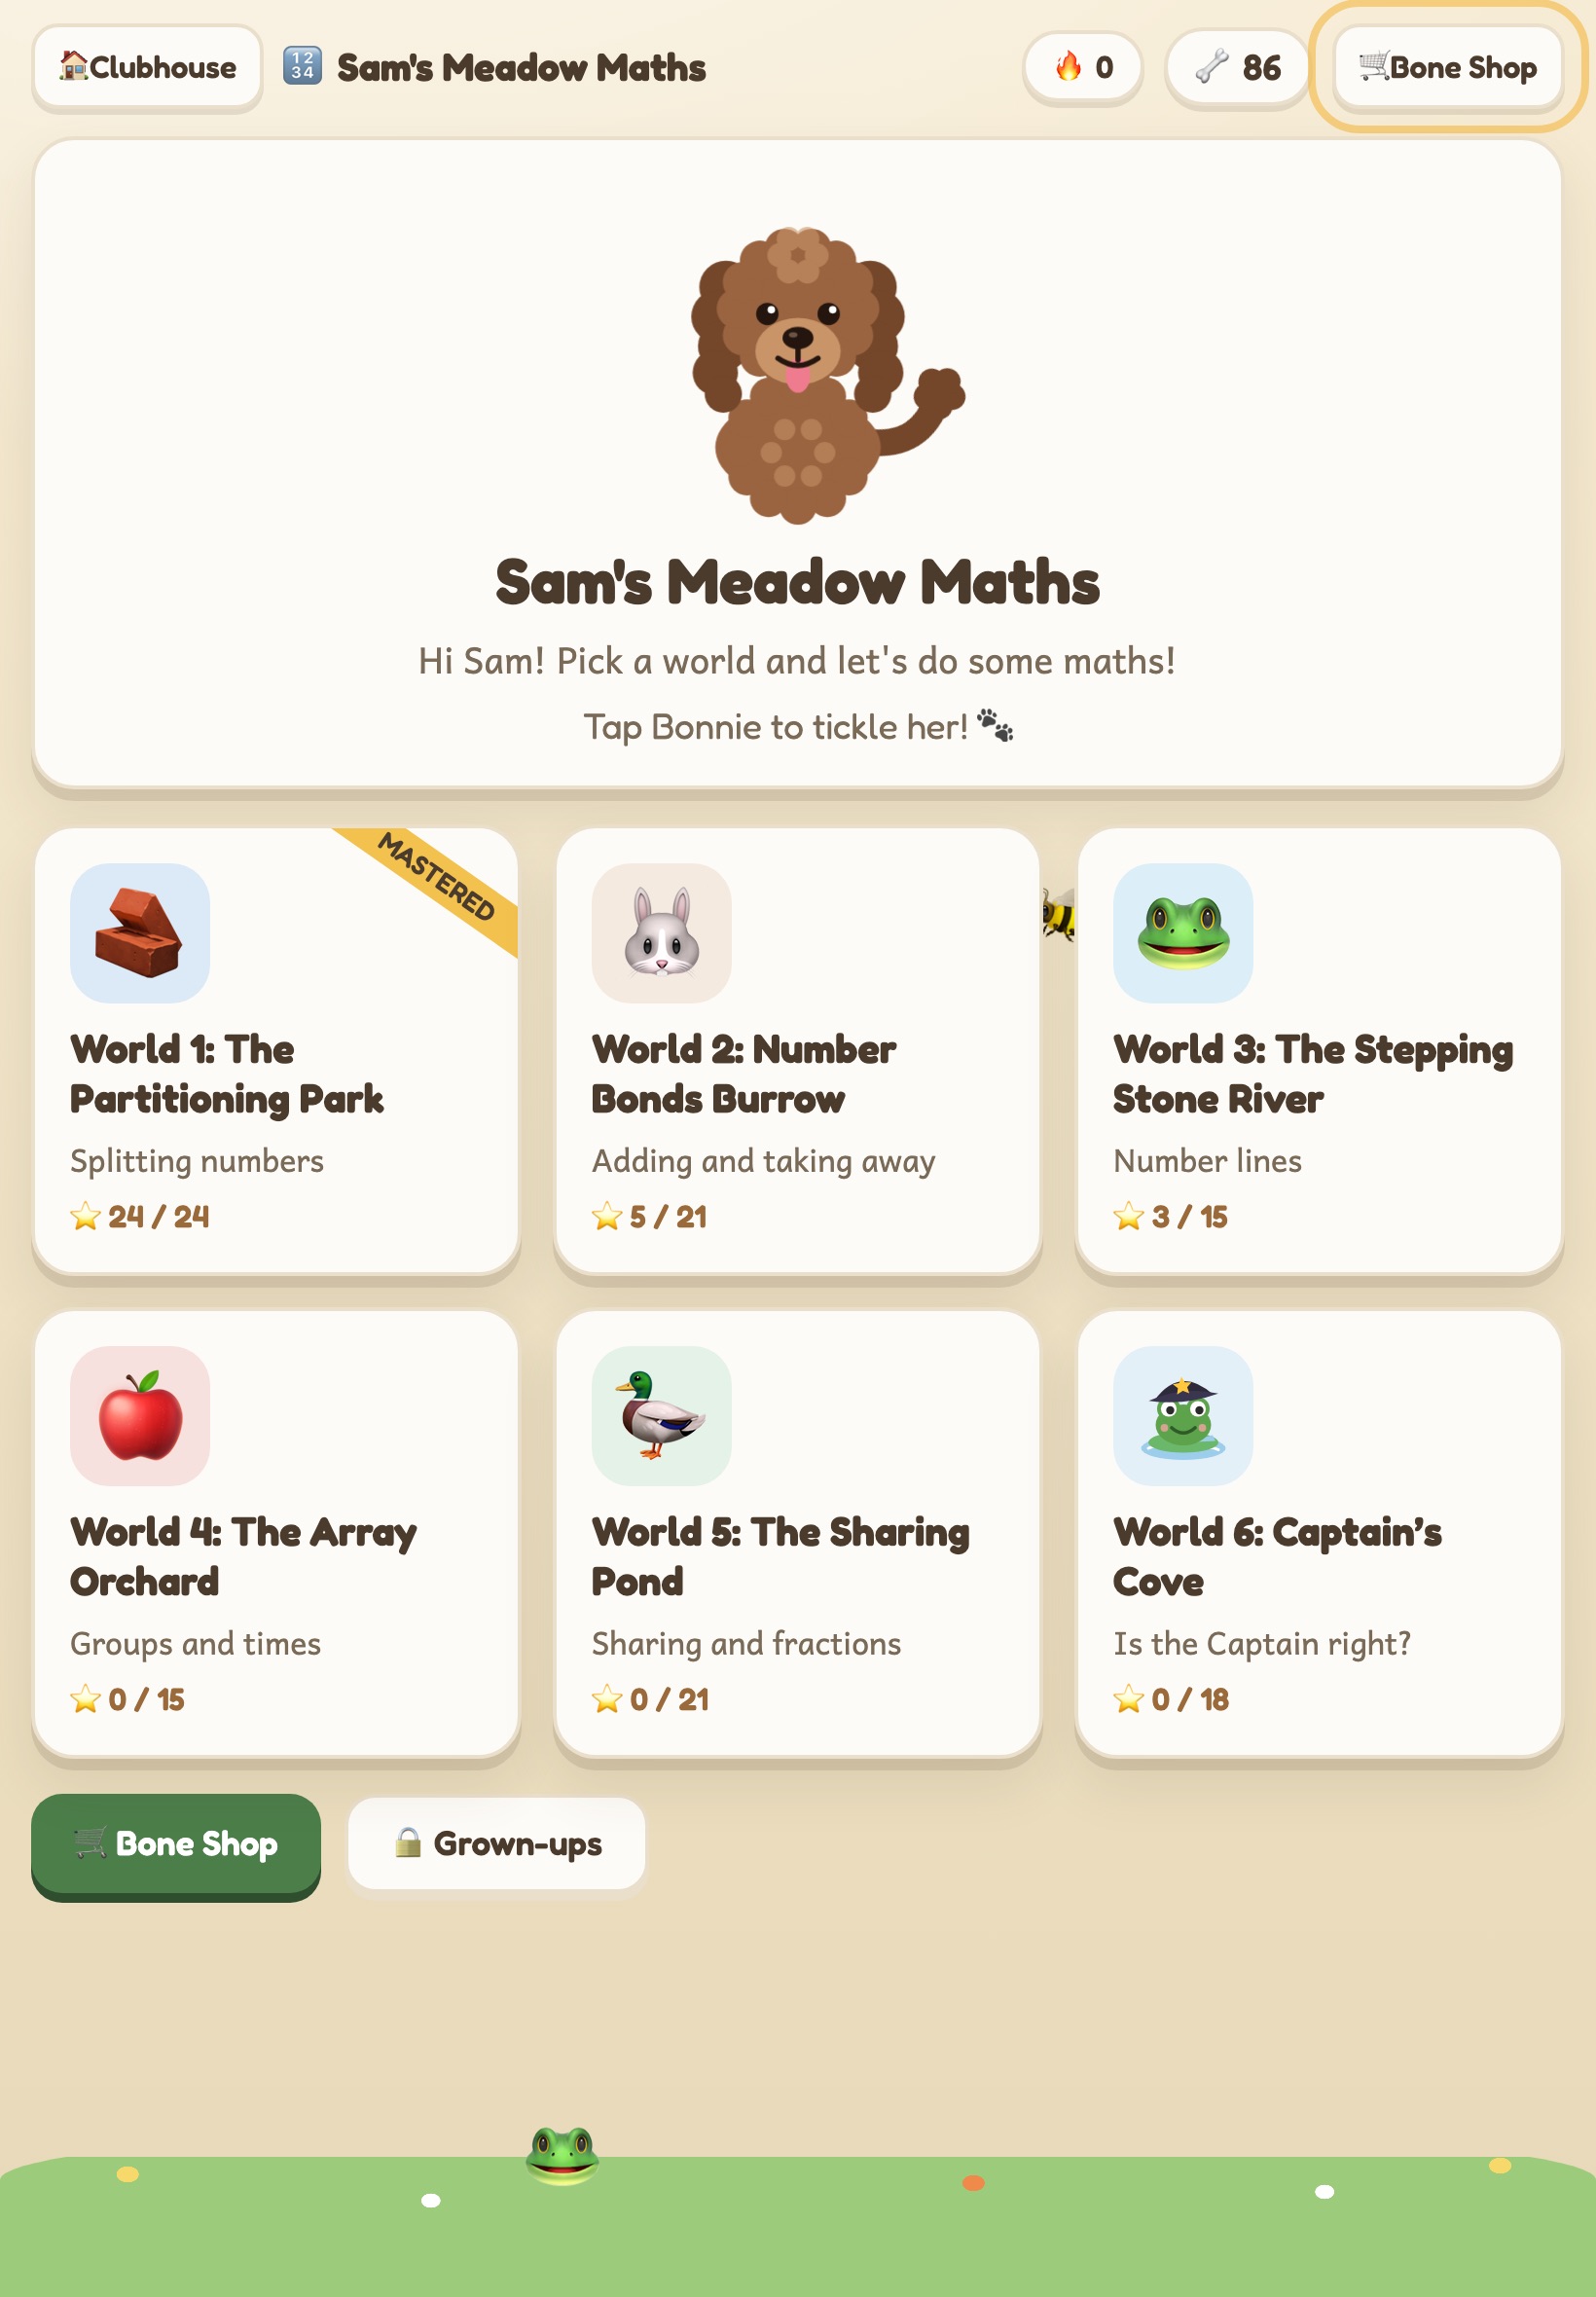 Clubhouse
1234
Sam's Meadow Maths
0
86
Bone Shop
Sam's Meadow Maths
Hi Sam! Pick a world and let's do some maths!
Tap Bonnie to tickle her!
MASTERED
World 1: The
Partitioning Park
Splitting numbers
24 / 24
World 2: Number
Bonds Burrow
Adding and taking away
5 / 21
World 3: The Stepping
Stone River
Number lines
3 / 15
World 4: The Array
Orchard
Groups and times
0 / 15
World 5: The Sharing
Pond
Sharing and fractions
0 / 21
World 6: Captain’s
Cove
Is the Captain right?
0 / 18
Bone Shop
Grown-ups